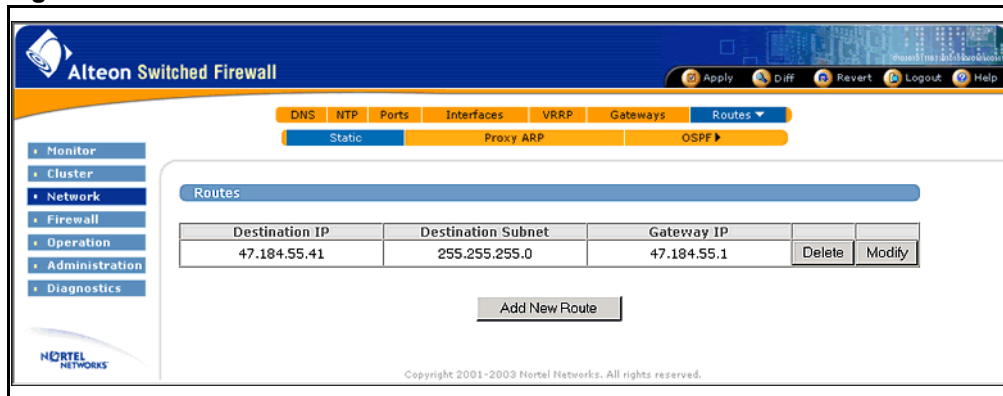 Alteon Switched Firewall
Apply Diff Revert Logout Help
DNS NTP Ports Interfaces VRRP Gateways Routes
Static Proxy ARP OSPF
Monitor
Cluster
Network
Firewall
Operation
Administration
Diagnostics
Routes
Destination IP Destination Subnet Gateway IP
47.184.55.41 255.255.255.0 47.184.55.1 Delete Modify
Add New Route
NORTEL
NETWORKS
Copyright 2001-2003 Nortel Networks. All rights reserved.